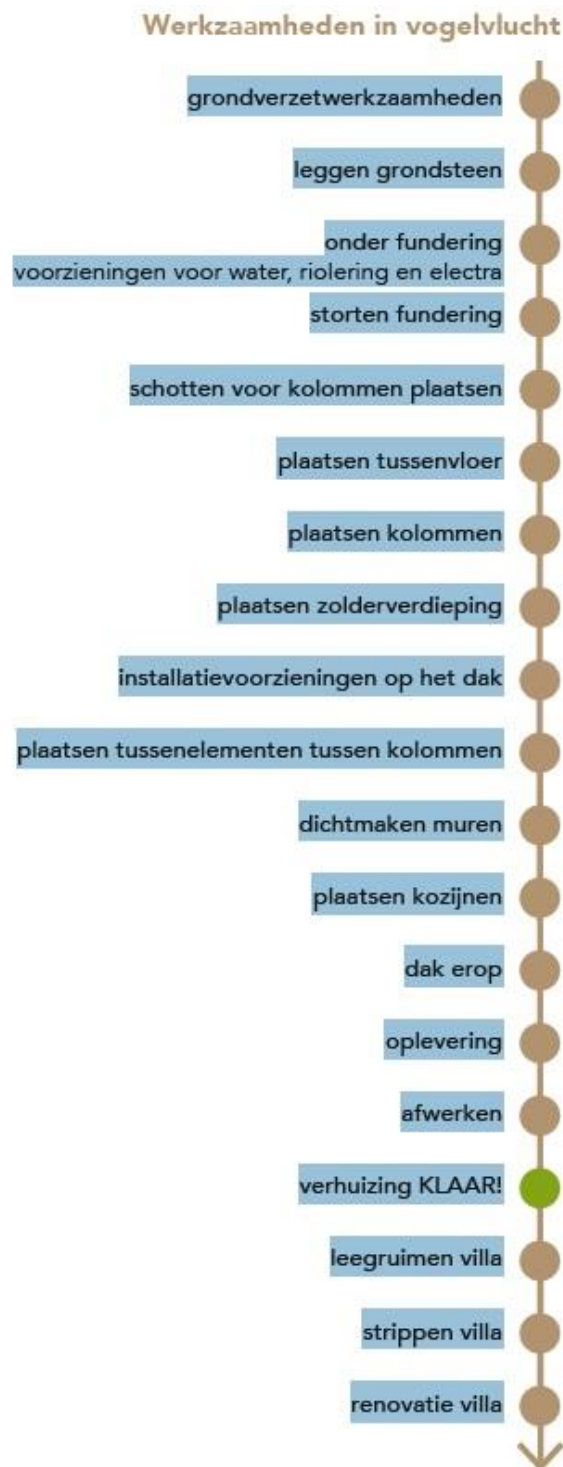 Werkzaamheden in vogelvlucht
grondverzetwerkzaamheden
leggen grondsteen
onder fundering
voorzieningen voor water, riolering en electra
storten fundering
schotten voor kolommen plaatsen
plaatsen tussenvloer
plaatsen kolommen
plaatsen zolderverdieping
installatievoorzieningen op het dak
plaatsen tussenelementen tussen kolommen
dichtmaken muren
plaatsen kozijnen
dak erop
oplevering
afwerken
verhuizing KLAAR!
leegruimen villa
strippen villa
renovatie villa